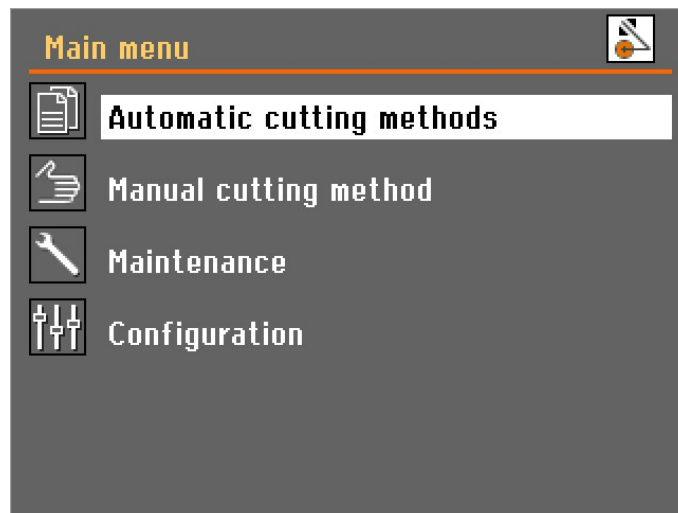 Main menu
Automatic cutting methods
Manual cutting method
Maintenance
Configuration